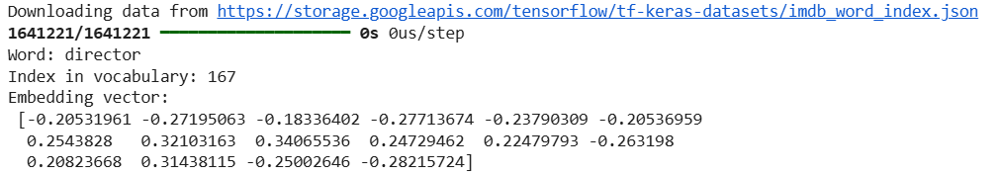 Downloading data from https://storage.googleapis.com/tensorflow/tf-keras-datasets/imdb_word_index.json
1641221/1641221 ━━━━━━━━━━━━━━━━━━━━ 0s 0us/step
Word: director
Index in vocabulary: 167
Embedding vector:
[-0.20531961 -0.27195063 -0.18336402 -0.27713674 -0.23790309 -0.20536959
0.2543828 0.32103163 0.34065536 0.24729462 0.22479793 -0.263198
0.20823668 0.31438115 -0.25002646 -0.28215724]